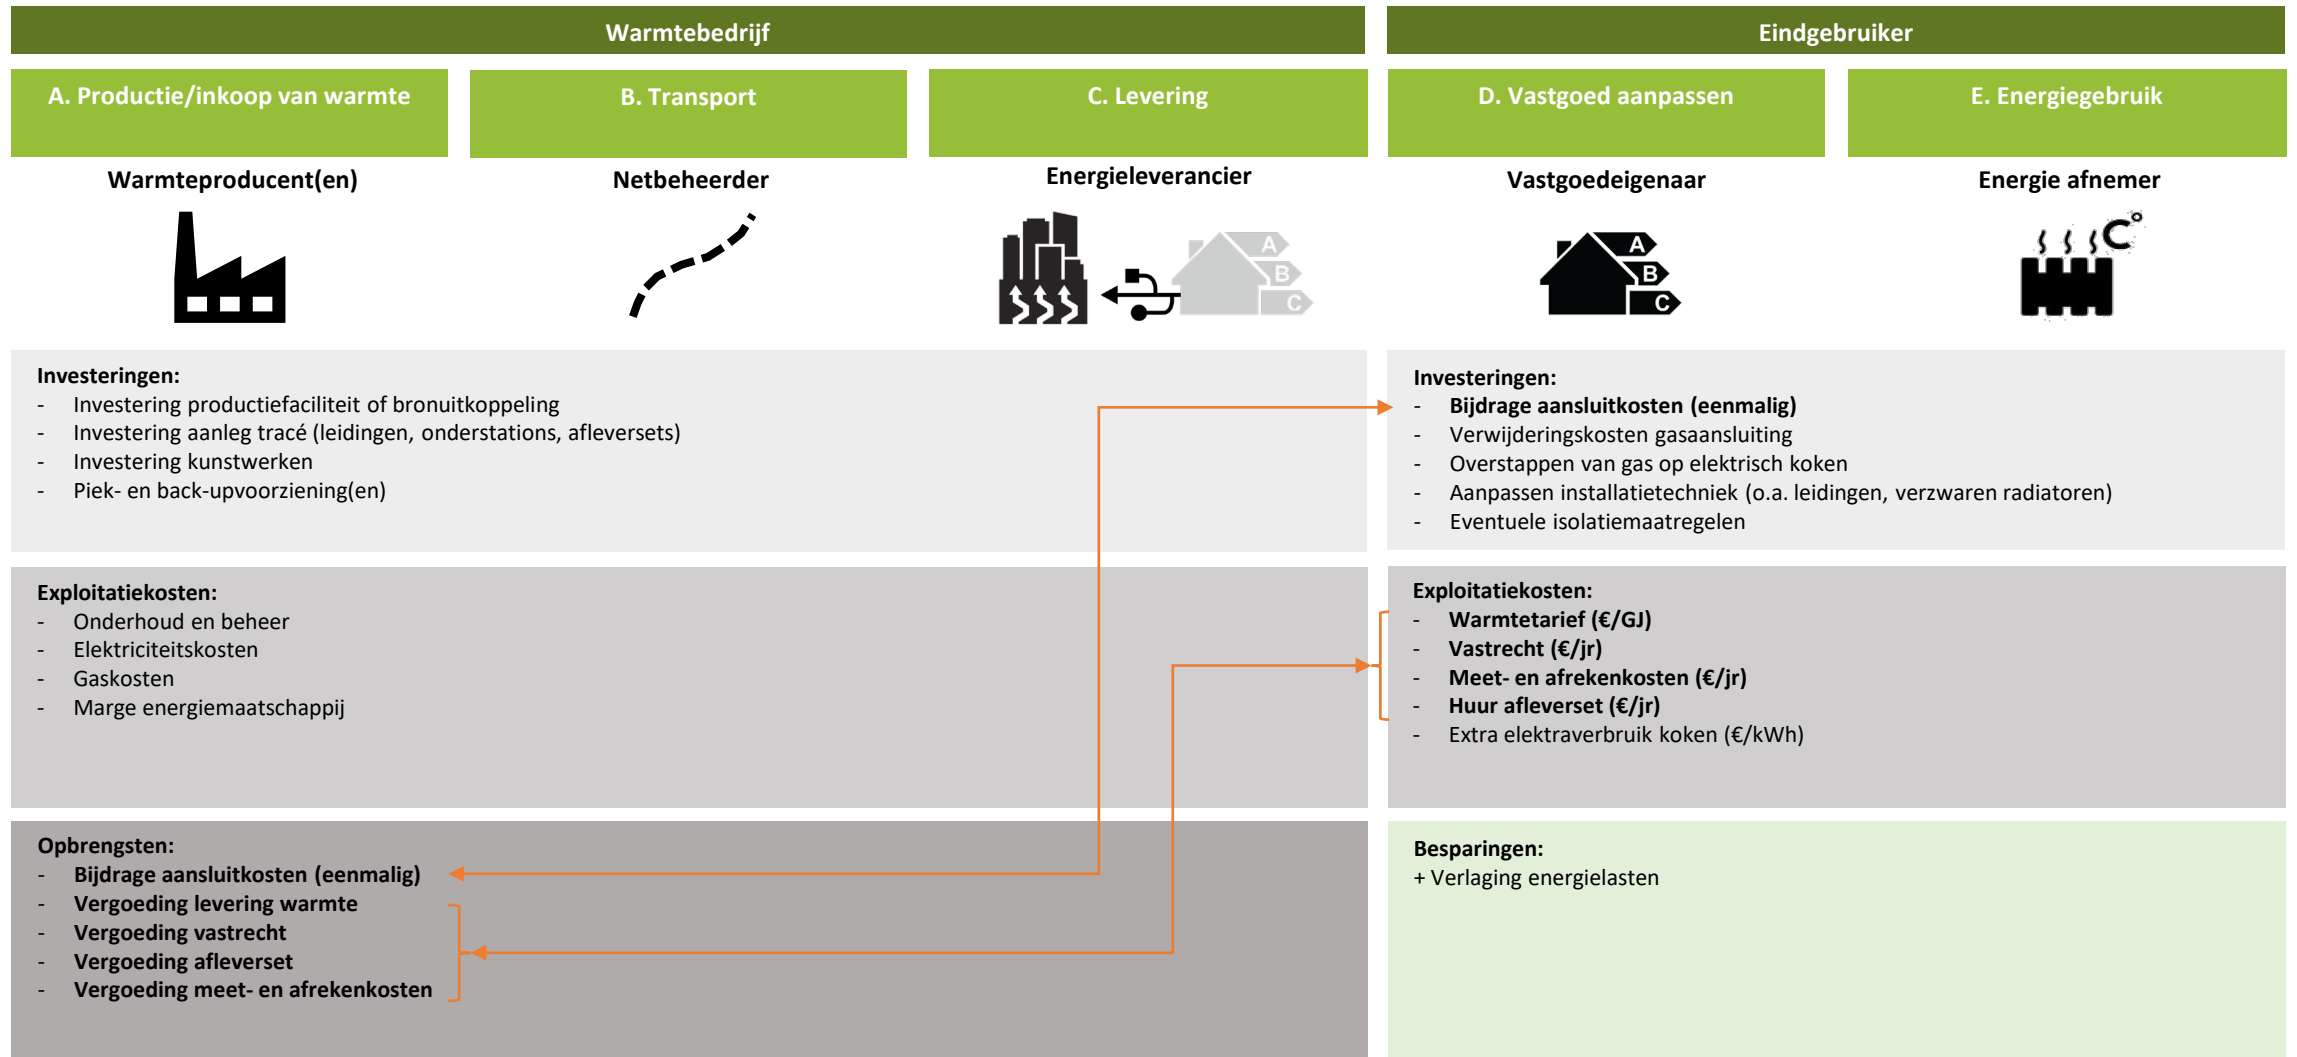 Warmtebedrijf
Eindgebruiker
A. Productie/inkoop van warmte
B. Transport
C. Levering
D. Vastgoed aanpassen
E. Energiegebruik
Warmteproducent(en)
Netbeheerder
Energieleverancier
Vastgoedeigenaar
Energie afnemer
A
B
C
A
B
C
C°
Investeringen:
- Investering productiefaciliteit of bronuitkoppeling
- Investering aanleg tracé (leidingen, onderstations, afleversets)
- Investering kunstwerken
- Piek- en back-upvoorziening(en)
Investeringen:
- Bijdrage aansluitkosten (eenmalig)
- Verwijderingskosten gasaansluiting
- Overstappen van gas op elektrisch koken
- Aanpassen installatietechniek (o.a. leidingen, verzwaren radiatoren)
- Eventuele isolatiemaatregelen
Exploitatiekosten:
- Onderhoud en beheer
- Elektriciteitskosten
- Gaskosten
- Marge energiemaatschappij
Exploitatiekosten:
- Warmtetarief (€/GJ)
- Vastrecht (€/jr)
- Meet- en afrekenkosten (€/jr)
- Huur afleverset (€/jr)
- Extra elektraverbruik koken (€/kWh)
Opbrengsten:
- Bijdrage aansluitkosten (eenmalig)
- Vergoeding levering warmte
- Vergoeding vastrecht
- Vergoeding afleverset
- Vergoeding meet- en afrekenkosten
Besparingen:
+ Verlaging energielasten